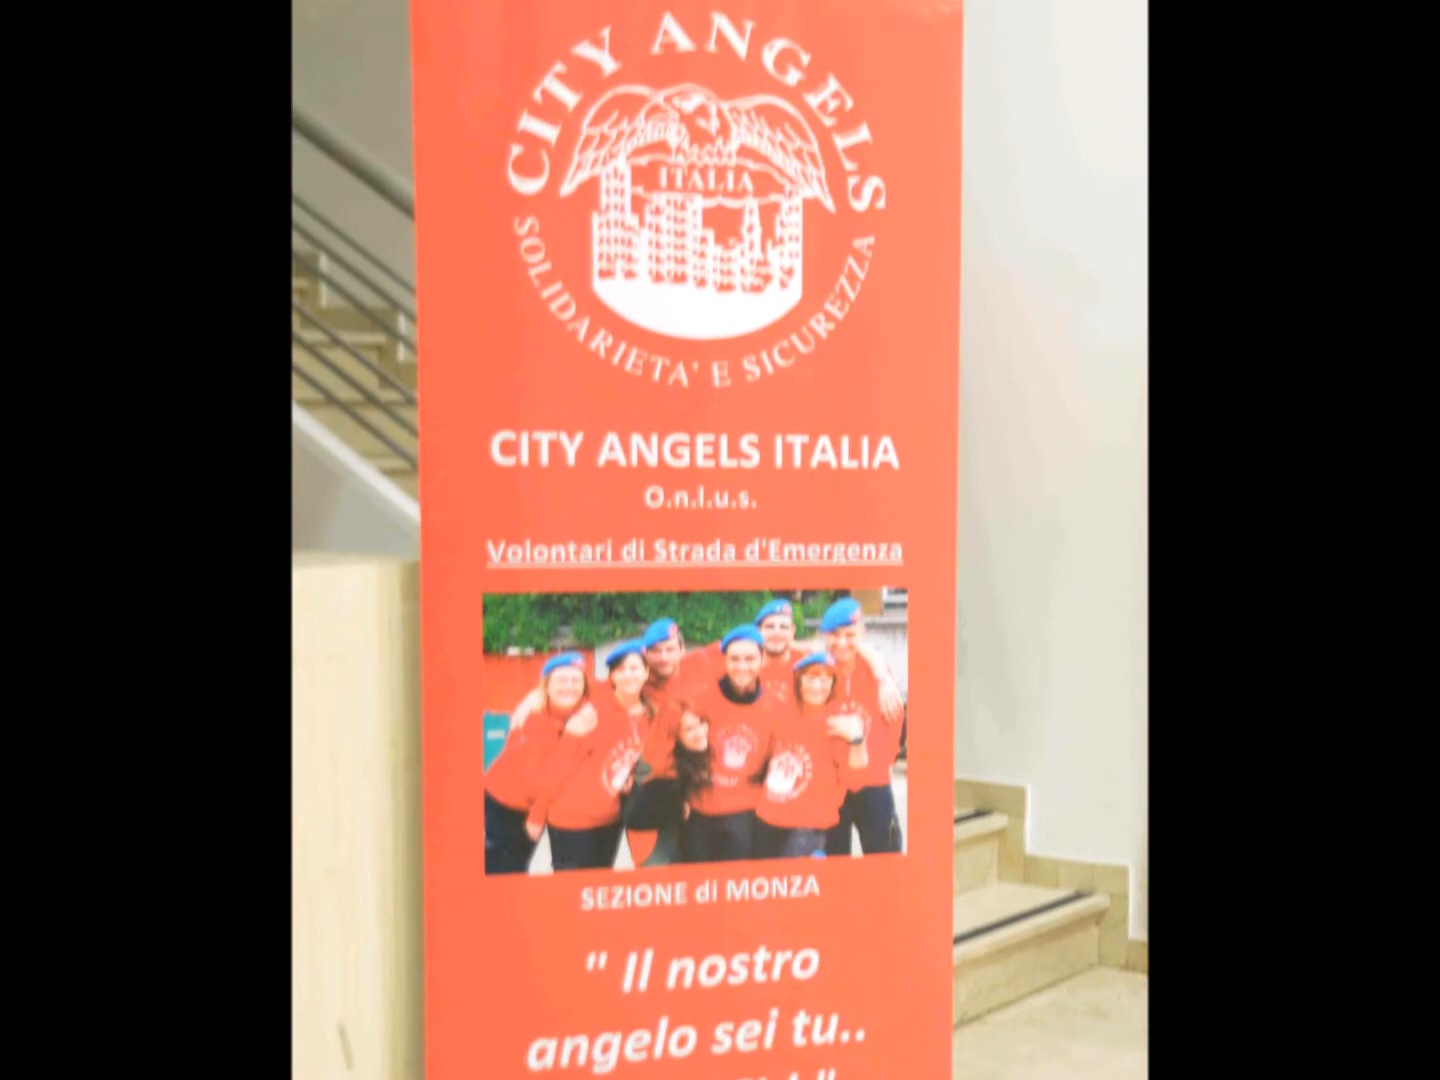 CITY ANGELS
ITALIA
SOLIDARIETA' E SICUREZZA
CITY ANGELS ITALIA
O.n.l.u.s.
Volontari di Strada d'Emergenza
SEZIONE di MONZA
" Il nostro
angelo sei tu..